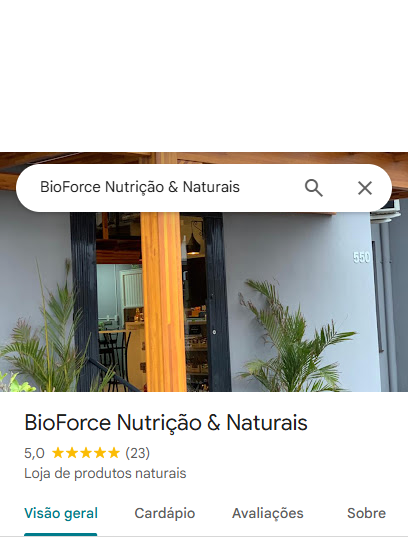 BioForce Nutrição & Naturais
550
BioForce Nutrição & Naturais
5,0 ★★★★★ (23)
Loja de produtos naturais
Visão geral Cardápio Avaliações Sobre